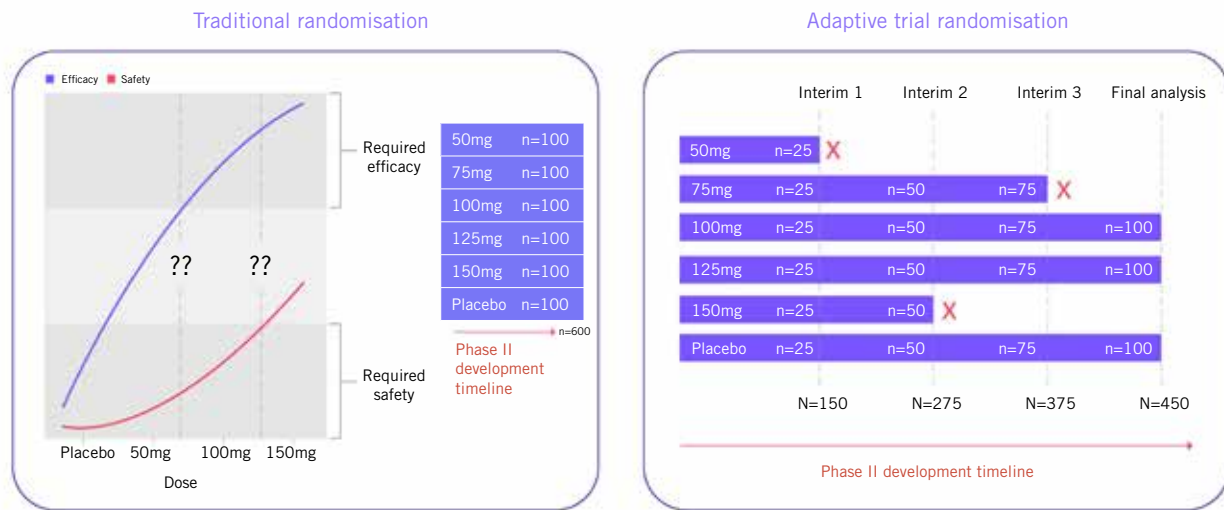 Traditional randomisation
Efficacy Safety
Required
efficacy
??
??
Required
safety
Placebo 50mg 100mg 150mg
Dose
50mg n=100
75mg n=100
100mg n=100
125mg n=100
150mg n=100
Placebo n=100
n=600
Phase II
development
timeline
Adaptive trial randomisation
Interim 1 Interim 2 Interim 3 Final analysis
50mg n=25 X
75mg n=25 n=50 n=75 X
100mg n=25 n=50 n=75 n=100
125mg n=25 n=50 n=75 n=100
150mg n=25 n=50 X
Placebo n=25 n=50 n=75 n=100
N=150 N=275 N=375 N=450
Phase II development timeline